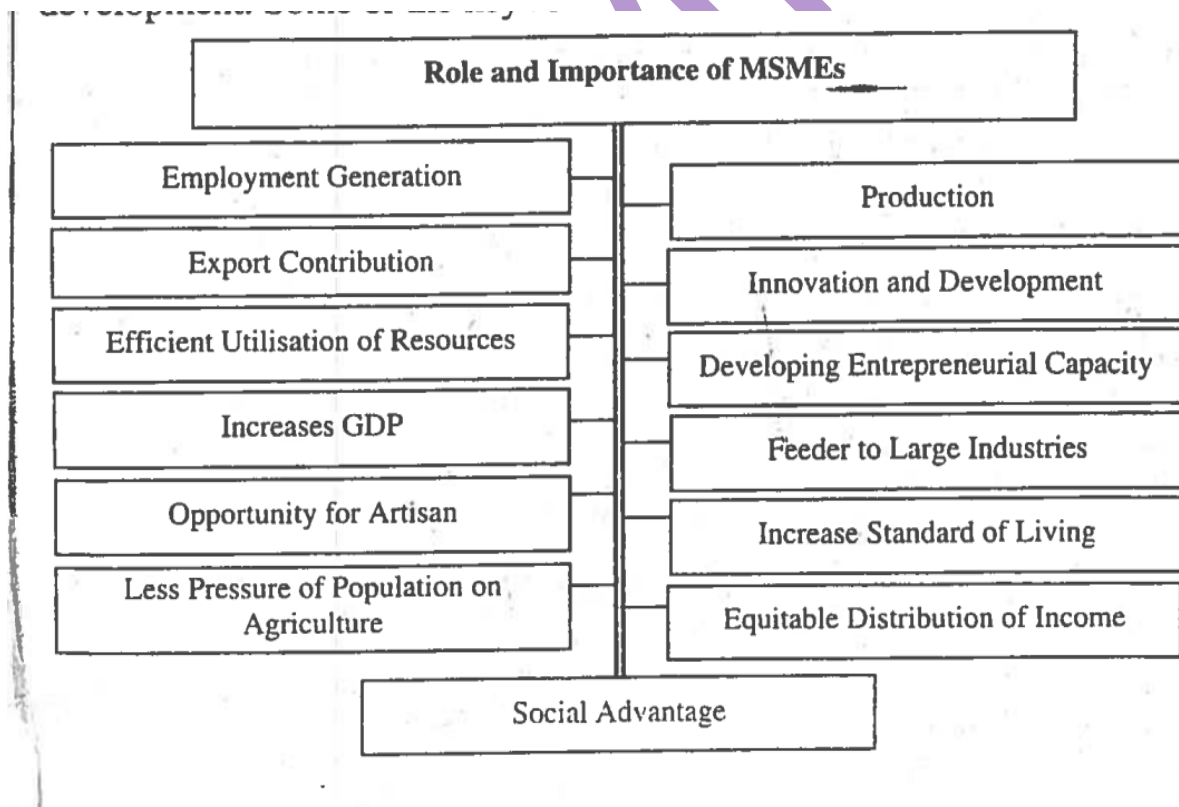 Role and Importance of MSMEs
Employment Generation
Production
Export Contribution
Innovation and Development
Efficient Utilisation of Resources
Developing Entrepreneurial Capacity
Increases GDP
Feeder to Large Industries
Opportunity for Artisan
Increase Standard of Living
Less Pressure of Population on
Agriculture
Equitable Distribution of Income
Social Advantage